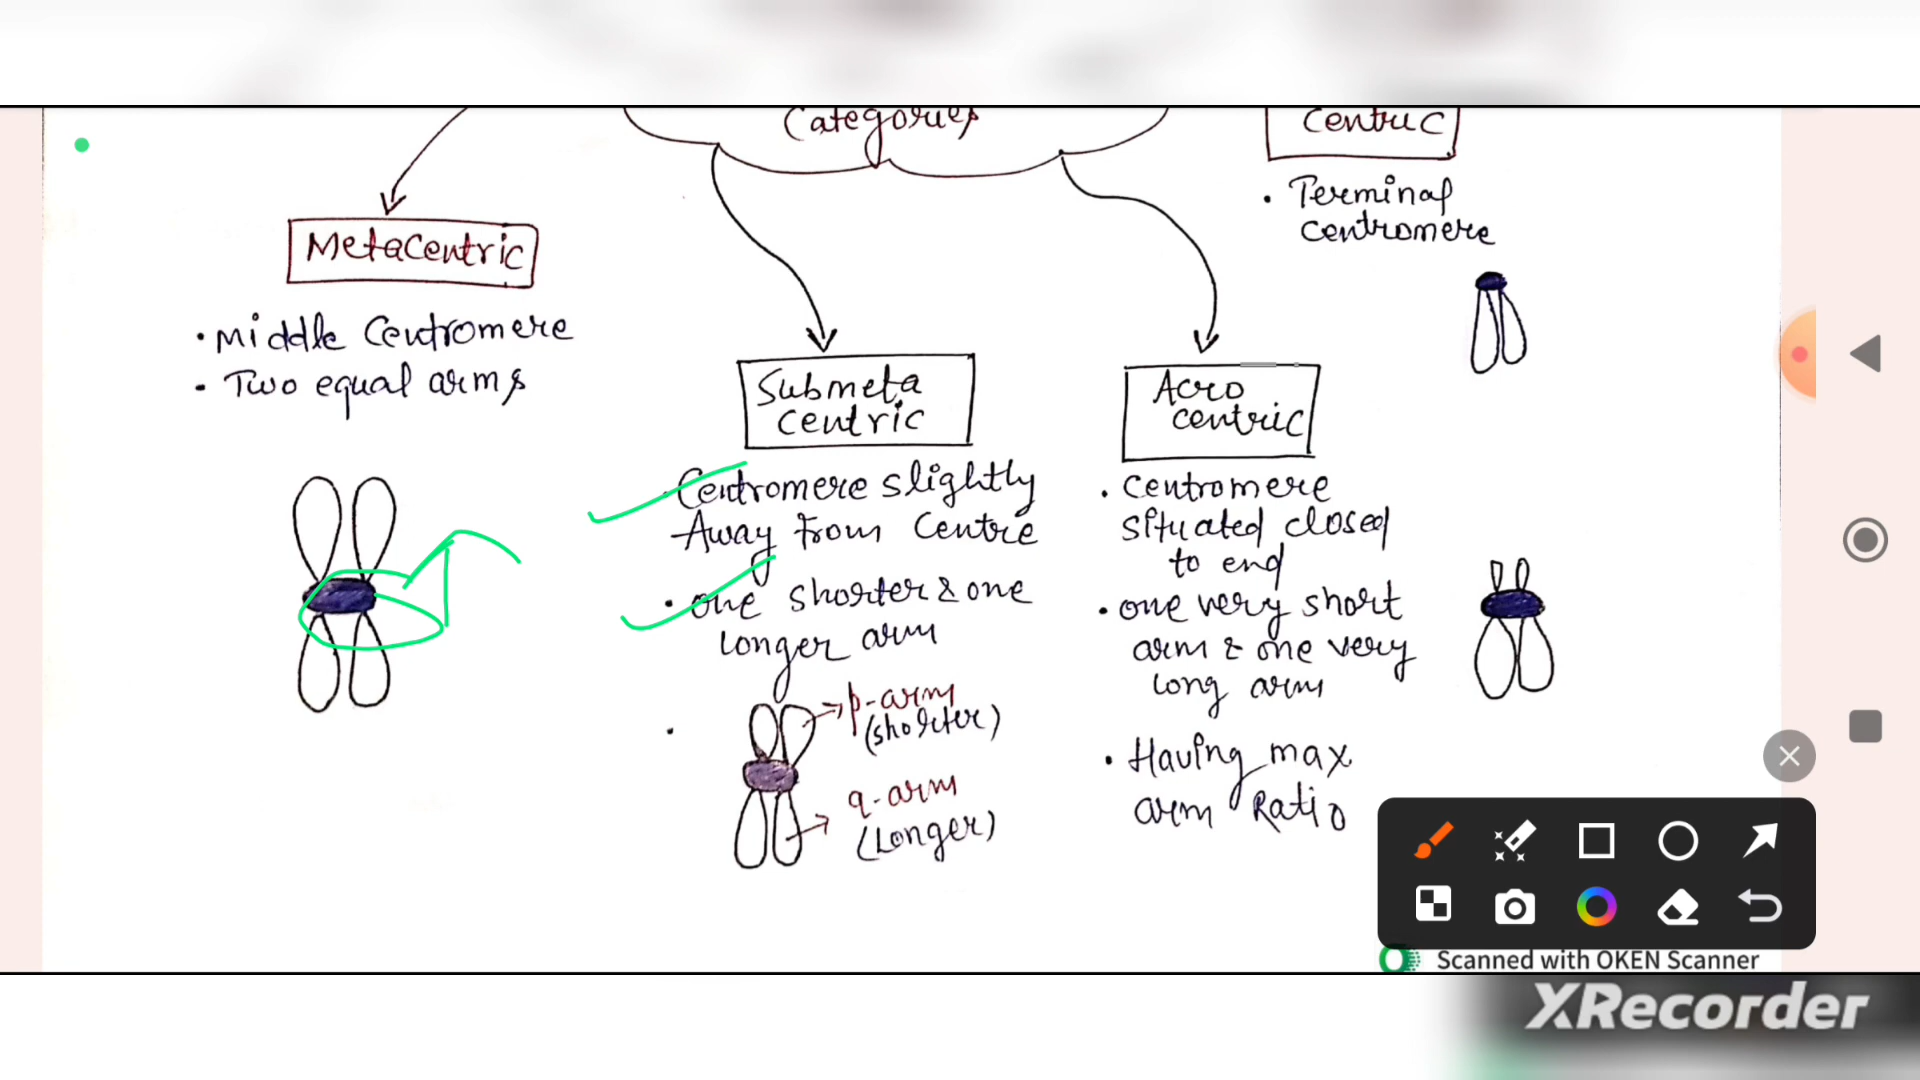 Categories
Centric
• Terminal
centromere
Metacentric
• Middle Centromere
• Two equal arms
Submeta
centric
Acro
centric
• Centromere slightly
Away from Centre
• One shorter & one
longer arm
p-arm
(shorter)
q-arm
(Longer)
• Centromere
situated closed
to end
• one very short
arm & one very
long arm
• Having max
arm Ratio
Scanned with OKEN Scanner
XRecorder